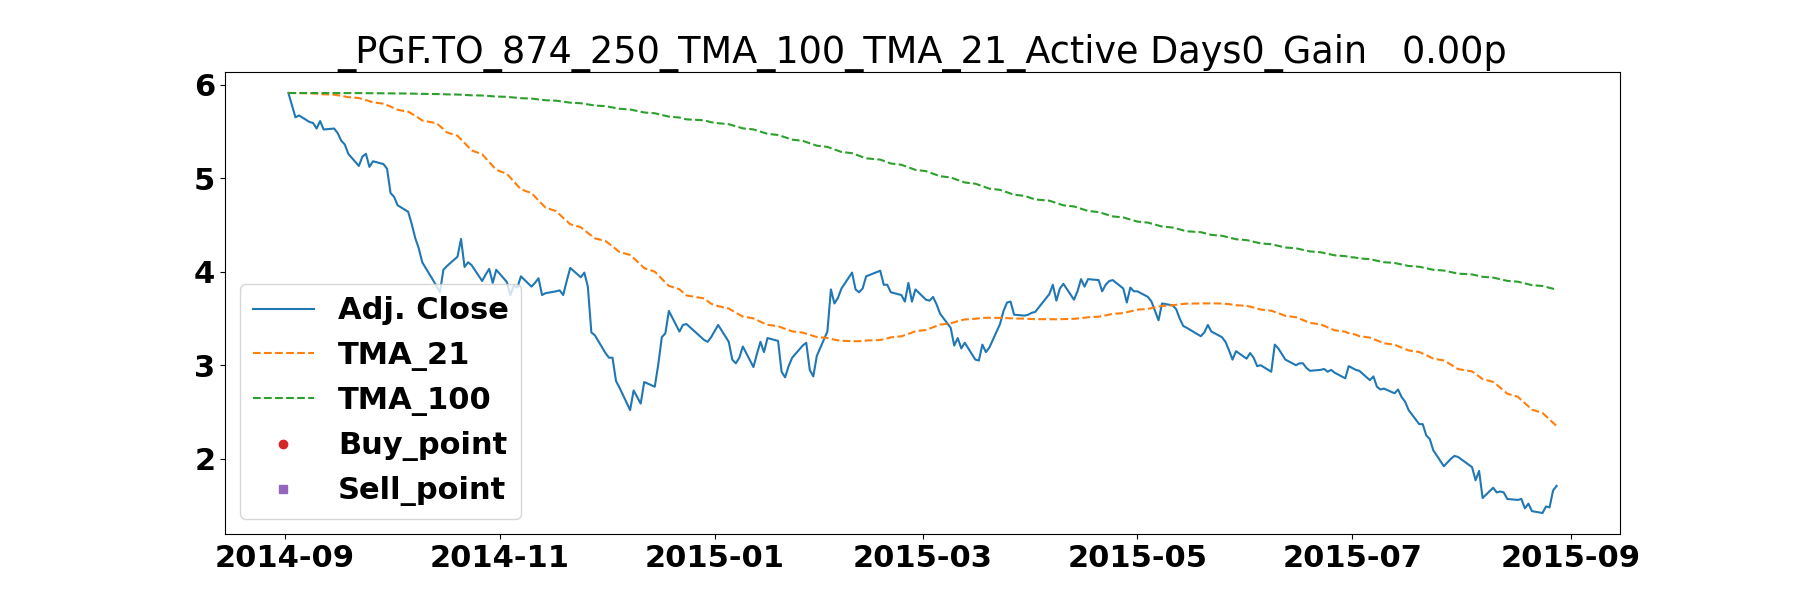 _PGF.TO_874_250_TMA_100_TMA_21_Active Days0_Gain   0.00p
6
5
4
3
2
Adj. Close
TMA_21
TMA_100
Buy_point
Sell_point
2014-09 2014-11 2015-01 2015-03 2015-05 2015-07 2015-09